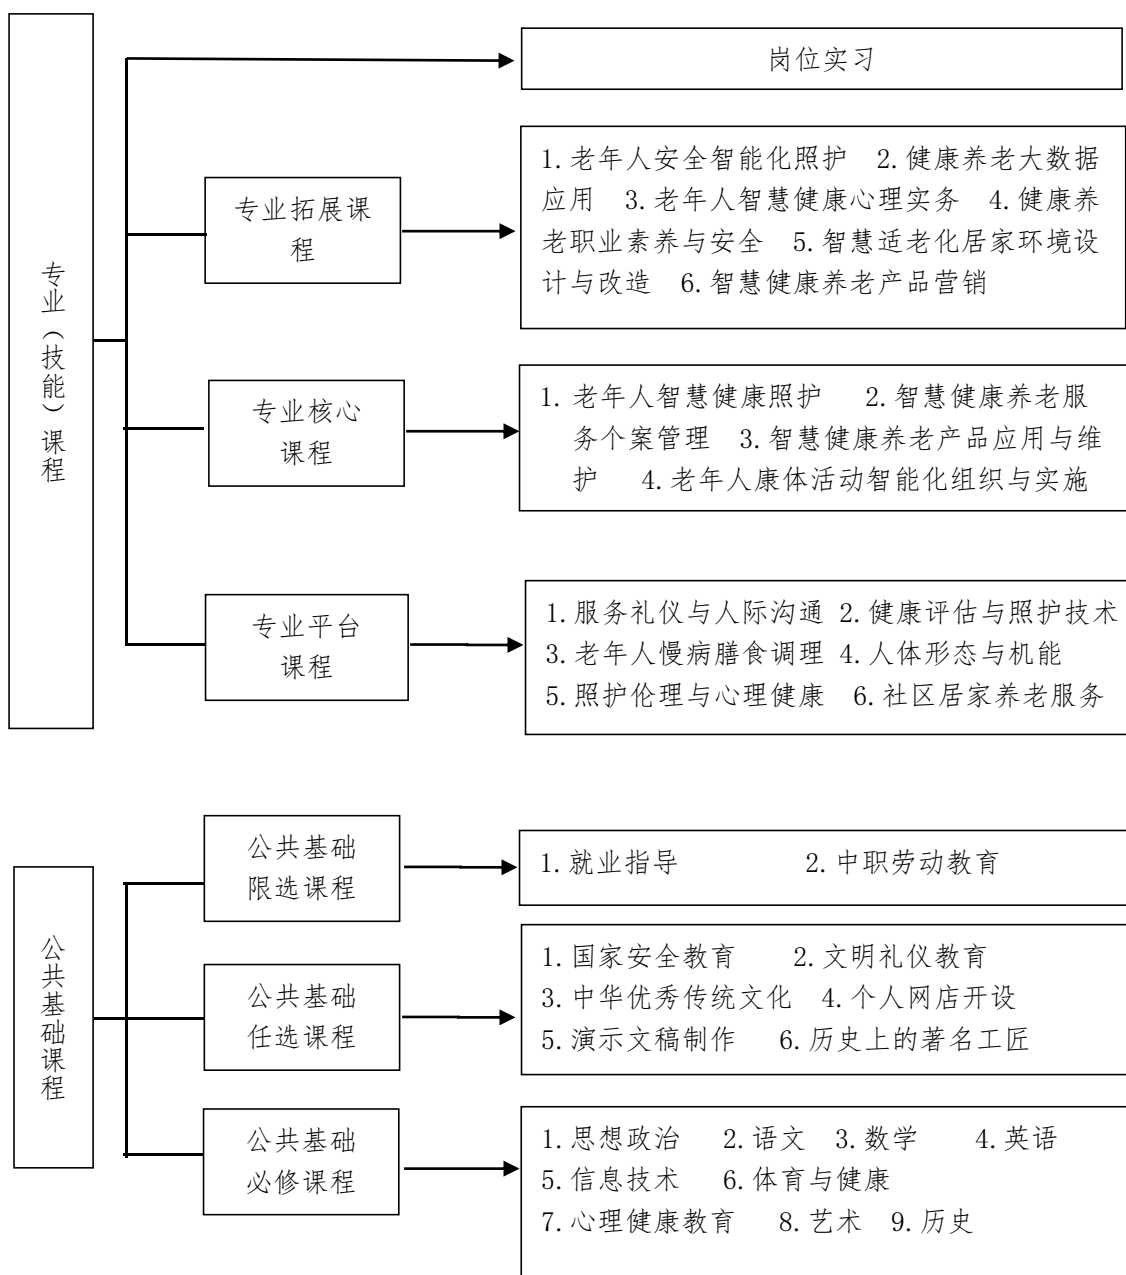 岗位实习
专业（技能）课程
专业拓展课
程
1.老年人安全智能化照护 2.健康养老大数据
应用 3.老年人智慧健康心理实务 4.健康养
老职业素养与安全 5.智慧适老化居家环境设
计与改造 6.智慧健康养老产品营销
专业核心
课程
1. 老年人智慧健康照护 2.智慧健康养老服
务个案管理 3.智慧健康养老产品应用与维
护 4.老年人康体活动智能化组织与实施
专业平台
课程
1.服务礼仪与人际沟通 2.健康评估与照护技术
3.老年人慢病膳食调理 4.人体形态与机能
5.照护伦理与心理健康 6.社区居家养老服务
公共基础课程
公共基础
限选课程
1.就业指导 2.中职劳动教育
公共基础
任选课程
1.国家安全教育 2.文明礼仪教育
3.中华优秀传统文化 4.个人网店开设
5.演示文稿制作 6.历史上的著名工匠
公共基础
必修课程
1.思想政治 2.语文 3.数学 4.英语
5.信息技术 6.体育与健康
7.心理健康教育 8.艺术 9.历史